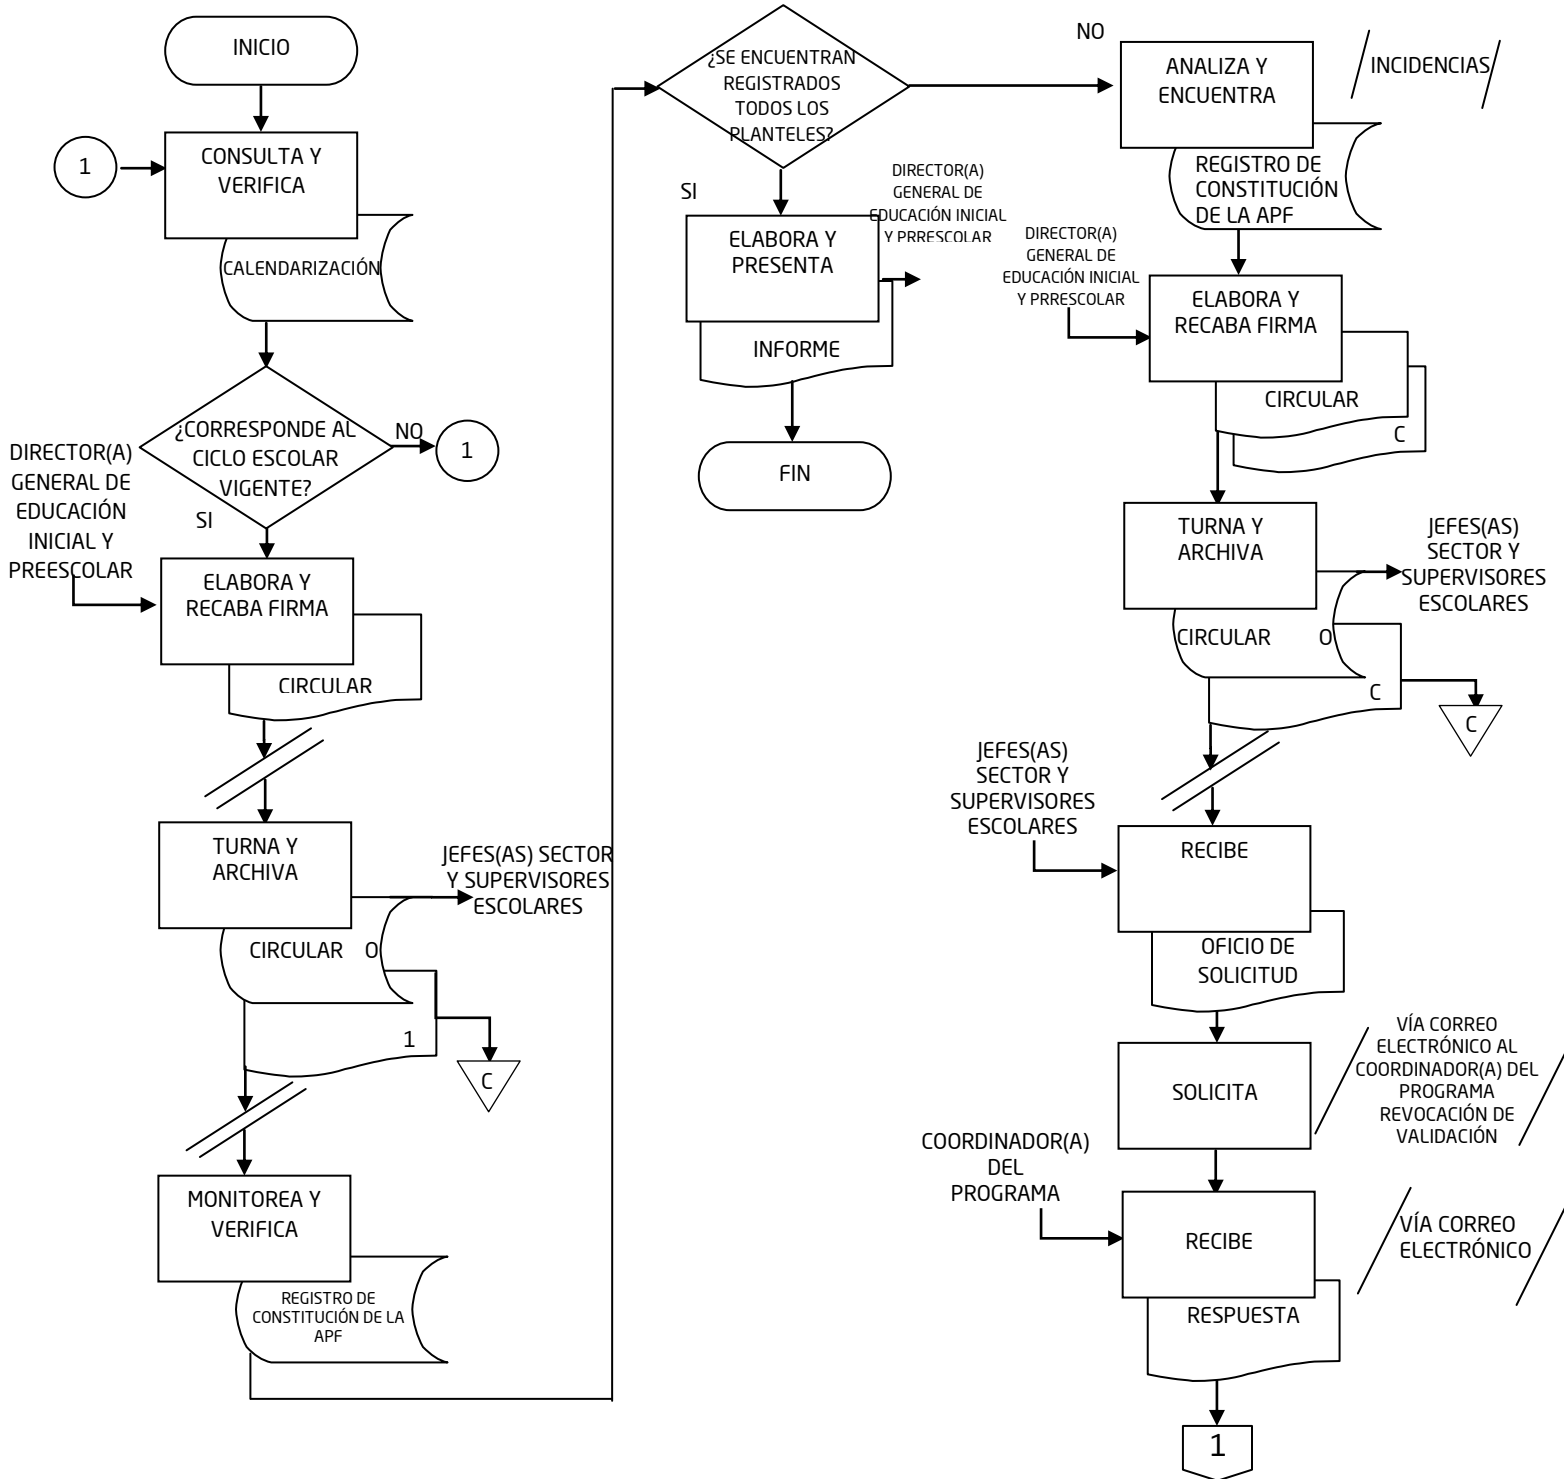 INICIO
1
CONSULTA Y
VERIFICA
CALENDARIZACIÓN
¿CORRESPONDE AL
CICLO ESCOLAR
VIGENTE?
NO
1
SI
DIRECTOR(A)
GENERAL DE
EDUCACIÓN
INICIAL Y
PREESCOLAR
ELABORA Y
RECABA FIRMA
CIRCULAR
TURNA Y
ARCHIVA
JEFES(AS) SECTOR
Y SUPERVISORES
ESCOLARES
CIRCULAR O
1
C
MONITOREA Y
VERIFICA
REGISTRO DE
CONSTITUCIÓN DE LA
APF
¿SE ENCUENTRAN
REGISTRADOS
TODOS LOS
PLANTELES?
NO
SI
DIRECTOR(A)
GENERAL DE
EDUCACIÓN INICIAL
Y PRRESCOLAR
ELABORA Y
PRESENTA
INFORME
FIN
ANALIZA Y
ENCUENTRA
INCIDENCIAS
REGISTRO DE
CONSTITUCIÓN
DE LA APF
DIRECTOR(A)
GENERAL DE
EDUCACIÓN INICIAL
Y PRRESCOLAR
ELABORA Y
RECABA FIRMA
CIRCULAR
C
TURNA Y
ARCHIVA
JEFES(AS)
SECTOR Y
SUPERVISORES
ESCOLARES
CIRCULAR O
C
C
JEFES(AS)
SECTOR Y
SUPERVISORES
ESCOLARES
RECIBE
OFICIO DE
SOLICITUD
SOLICITA
VÍA CORREO
ELECTRÓNICO AL
COORDINADOR(A) DEL
PROGRAMA
REVOCACIÓN DE
VALIDACIÓN
COORDINADOR(A)
DEL
PROGRAMA
RECIBE
VÍA CORREO
ELECTRÓNICO
RESPUESTA
1